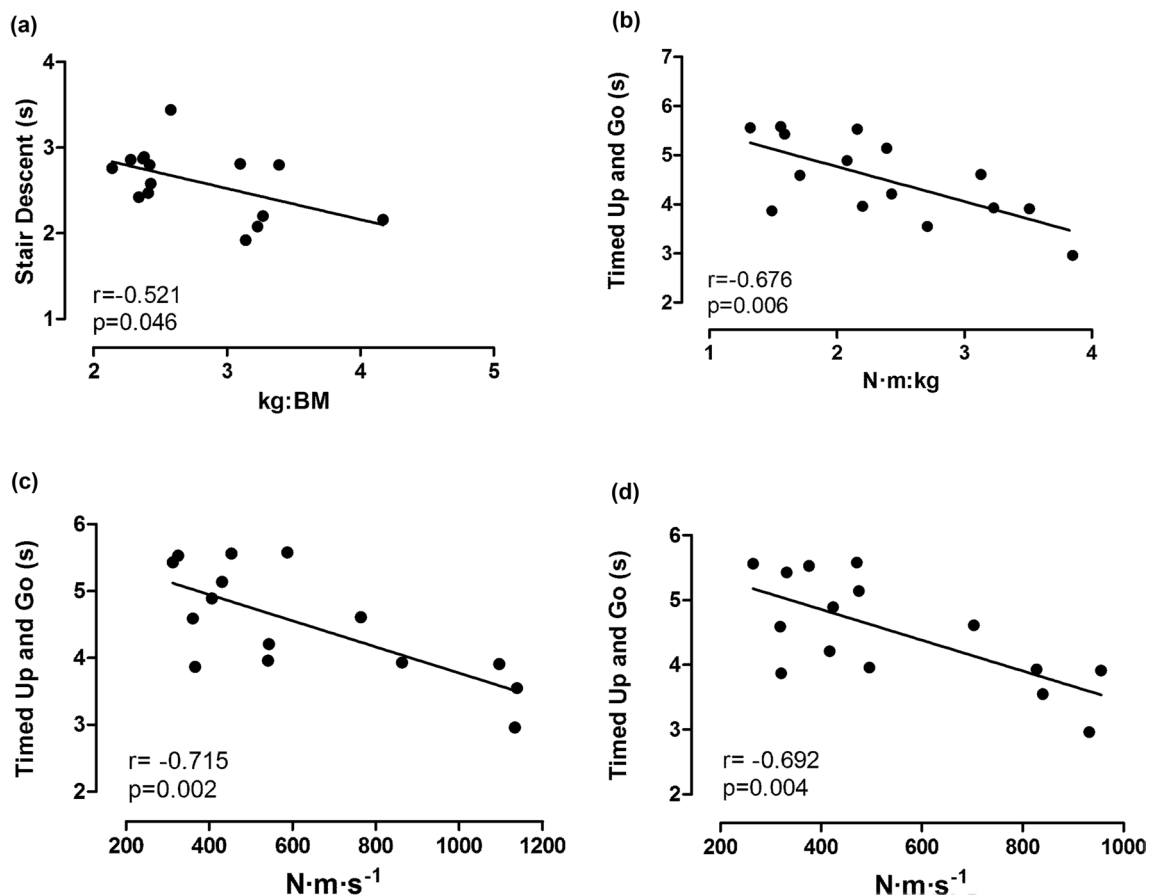 (a)
Stair Descent (s)
4
3
2
1
r=-0.521
p=0.046
2 3 4 5
kg:BM
(b)
Timed Up and Go (s)
7
6
5
4
3
2
r=-0.676
p=0.006
1 2 3 4
N·m:kg
(c)
Timed Up and Go (s)
6
5
4
3
2
r= -0.715
p=0.002
200 400 600 800 1000 1200
N·m·s⁻¹
(d)
Timed Up and Go (s)
6
5
4
3
2
r= -0.692
p=0.004
200 400 600 800 1000
N·m·s⁻¹